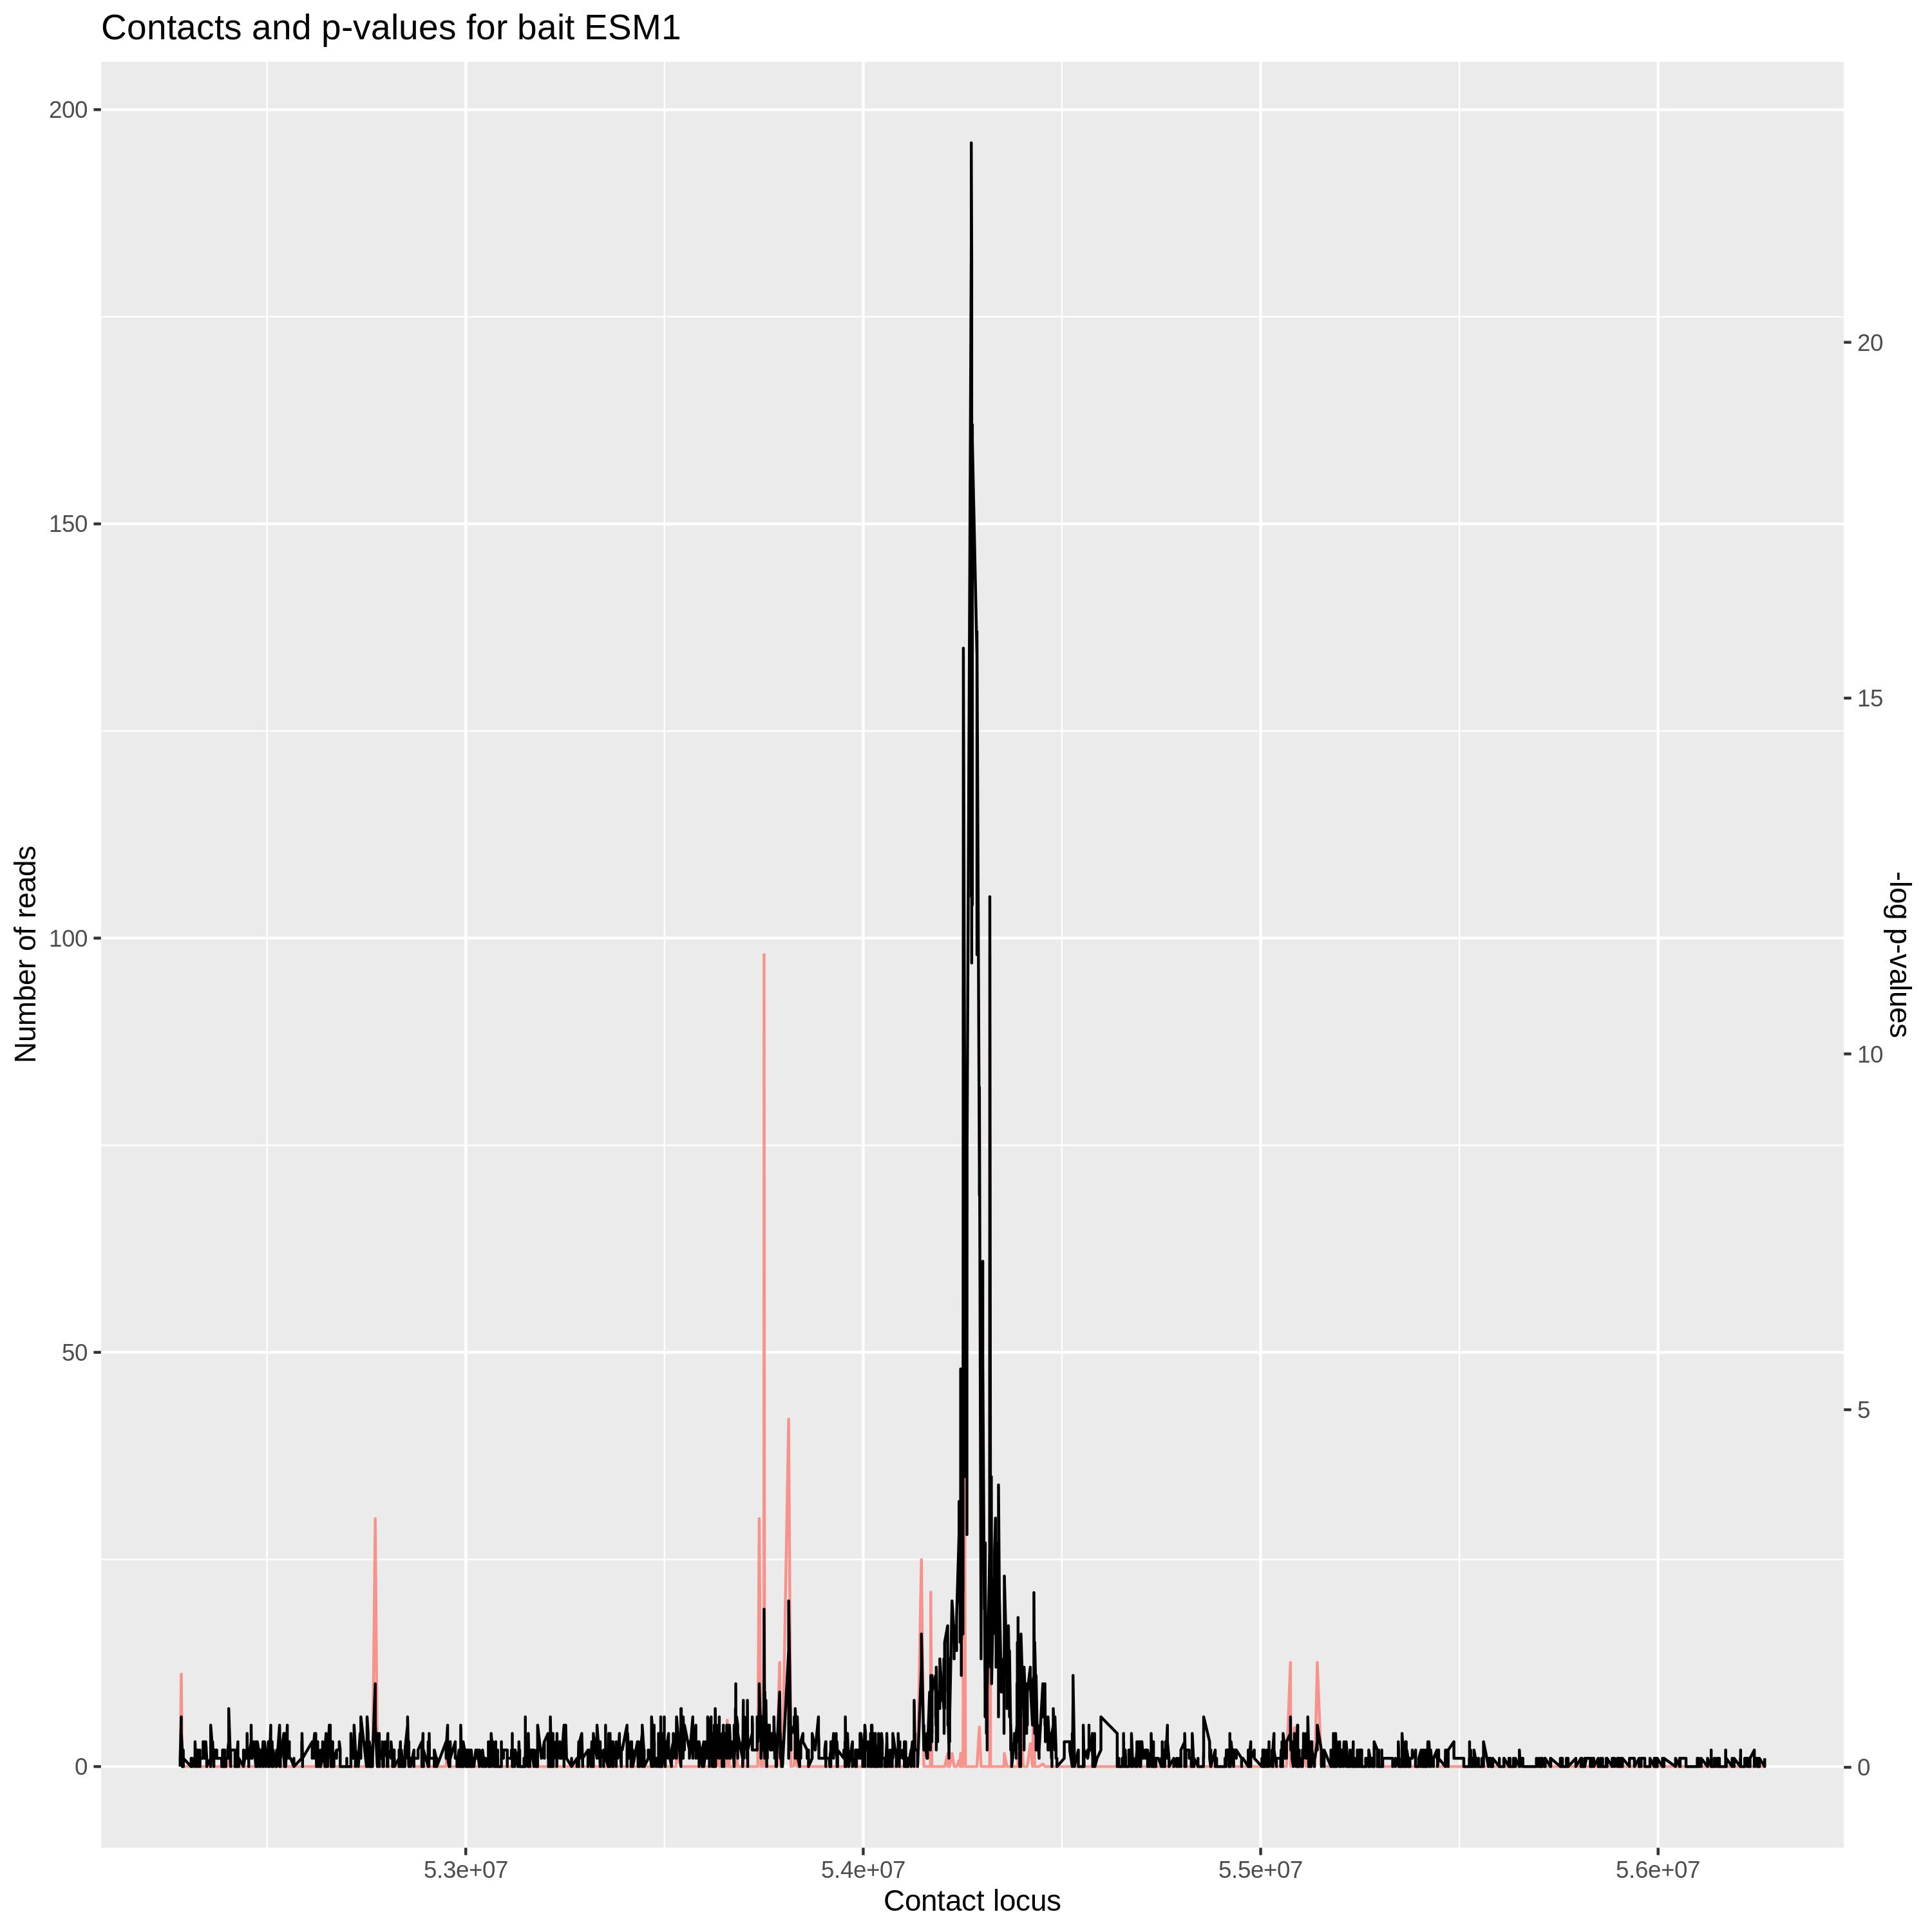 Contacts and p-values for bait ESM1
200
150
100
50
0
Number of reads
20
15
10
5
0
-log p-values
5.3e+07
5.4e+07
5.5e+07
5.6e+07
Contact locus